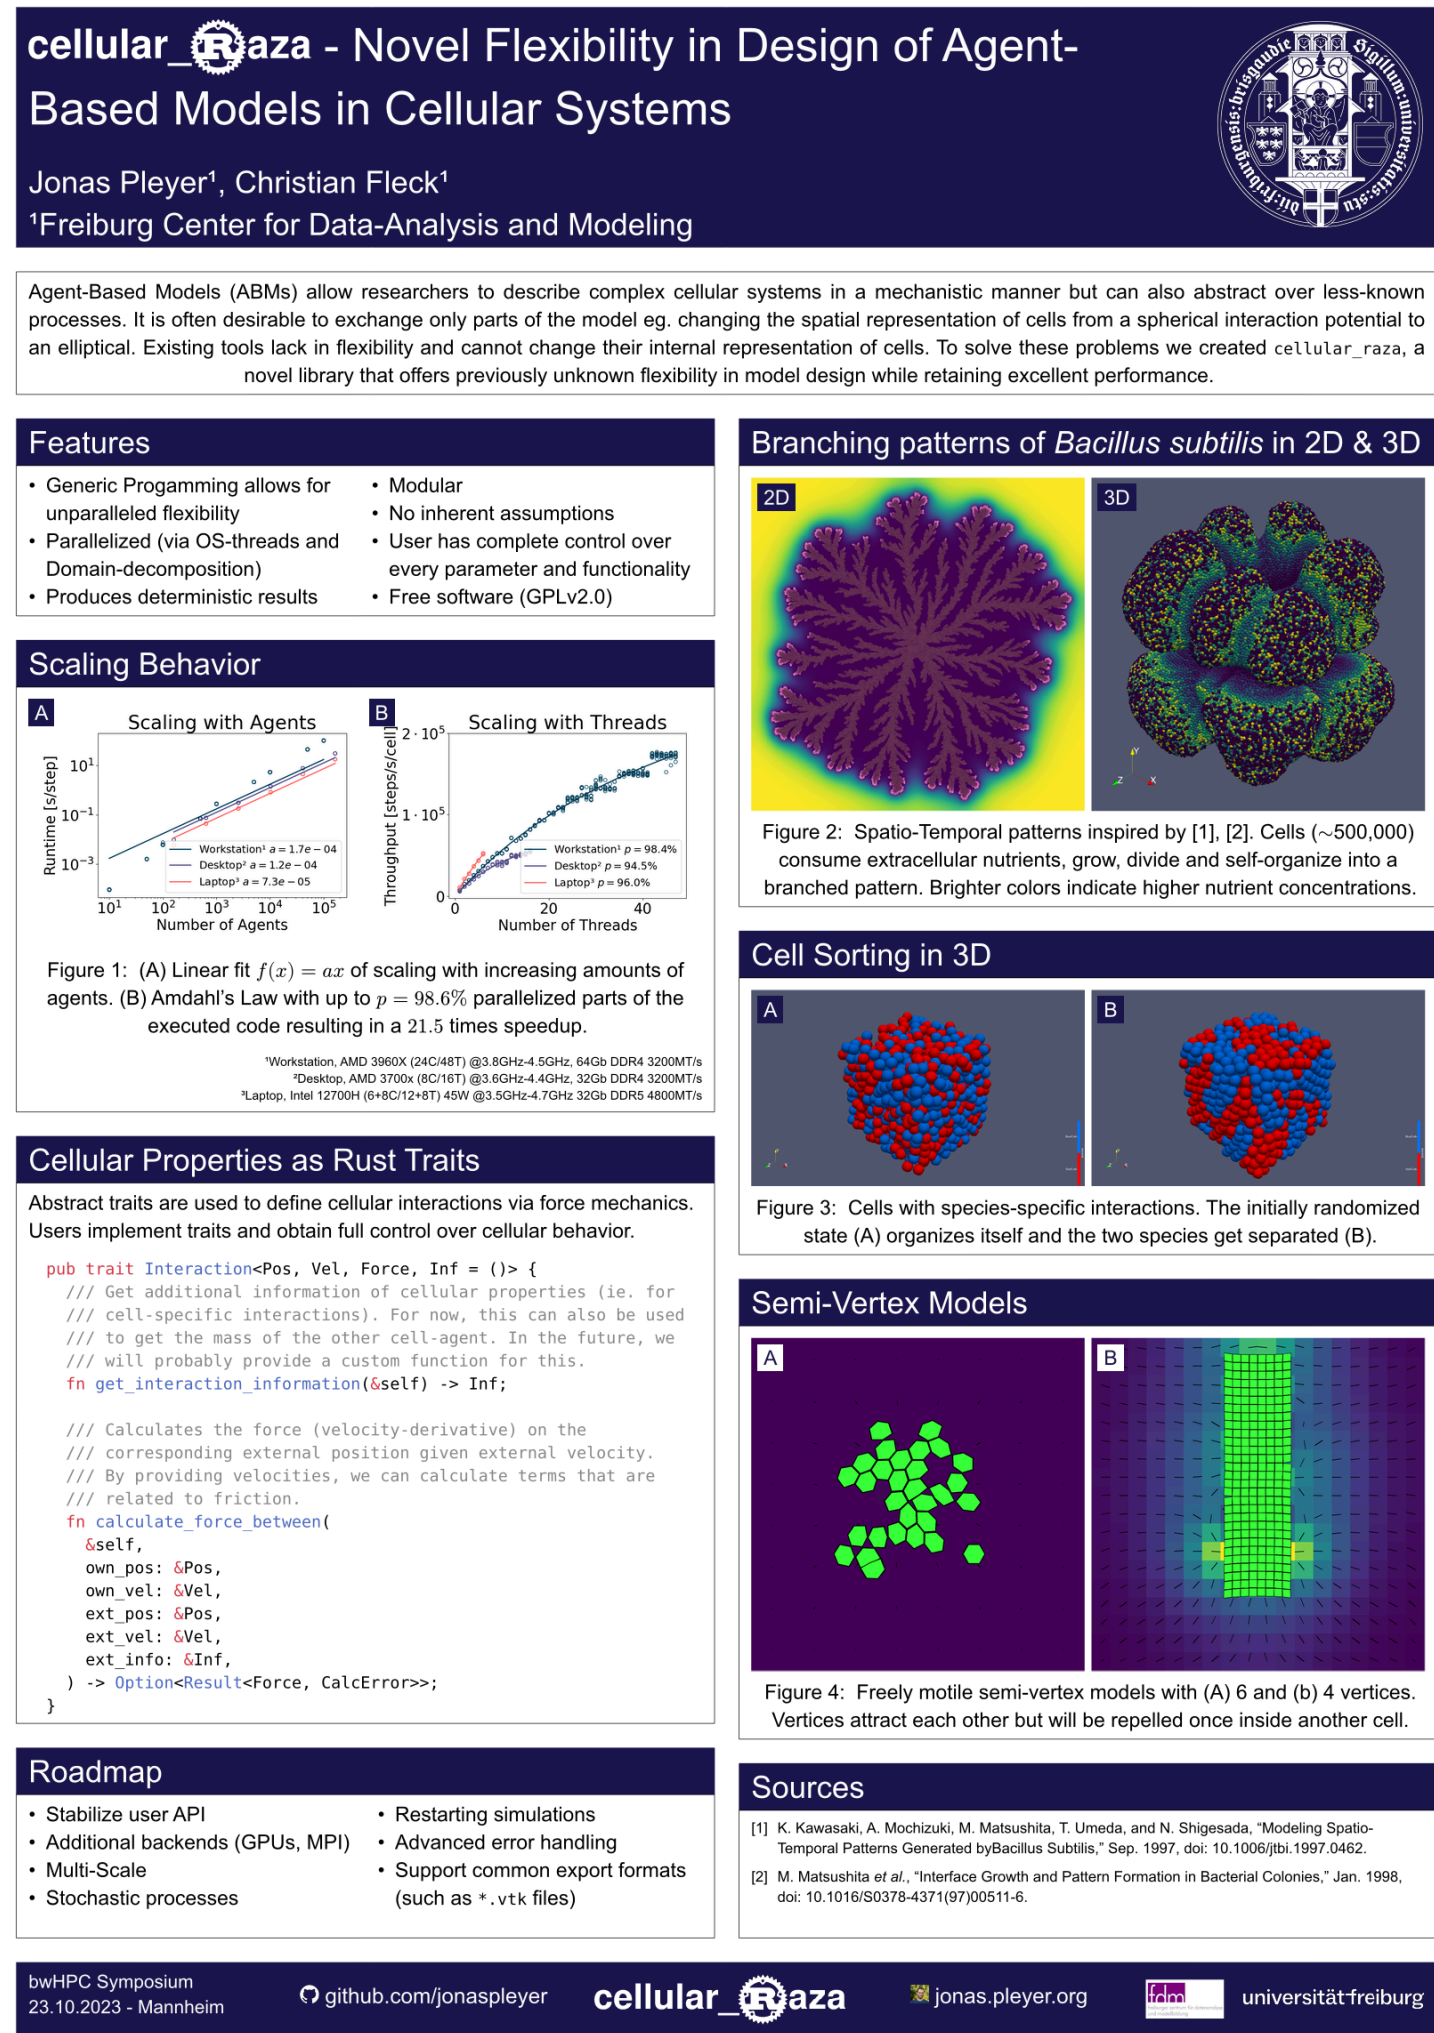 cellular_Raza - Novel Flexibility in Design of Agent-
Based Models in Cellular Systems
Jonas Pleyer¹, Christian Fleck¹
¹Freiburg Center for Data-Analysis and Modeling
Agent-Based Models (ABMs) allow researchers to describe complex cellular systems in a mechanistic manner but can also abstract over less-known
processes. It is often desirable to exchange only parts of the model eg. changing the spatial representation of cells from a spherical interaction potential to
an elliptical. Existing tools lack in flexibility and cannot change their internal representation of cells. To solve these problems we created cellular_raza, a
novel library that offers previously unknown flexibility in model design while retaining excellent performance.
Features
• Generic Progamming allows for
unparalleled flexibility
• Parallelized (via OS-threads and
Domain-decomposition)
• Produces deterministic results
• Modular
• No inherent assumptions
• User has complete control over
every parameter and functionality
• Free software (GPLv2.0)
Scaling Behavior
A
Scaling with Agents
Runtime [s/step]
10¹
10⁻¹
10⁻³
Workstation¹ a = 1.7e − 04
Desktop² a = 1.2e − 04
Laptop³ a = 7.3e − 05
10¹ 10² 10³ 10⁴ 10⁵
Number of Agents
B
Scaling with Threads
Throughput [steps/s/cell]
2 · 10⁵
1 · 10⁵
0
Workstation¹ p = 98.4%
Desktop² p = 94.5%
Laptop³ p = 96.0%
0 20 40
Number of Threads
Figure 1: (A) Linear fit f(x) = ax of scaling with increasing amounts of
agents. (B) Amdahl's Law with up to p = 98.6% parallelized parts of the
executed code resulting in a 21.5 times speedup.
¹Workstation, AMD 3960X (24C/48T) @3.8GHz-4.5GHz, 64Gb DDR4 3200MT/s
²Desktop, AMD 3700x (8C/16T) @3.6GHz-4.4GHz, 32Gb DDR4 3200MT/s
³Laptop, Intel 12700H (6+8C/12+8T) 45W @3.5GHz-4.7GHz 32Gb DDR5 4800MT/s
Cellular Properties as Rust Traits
Abstract traits are used to define cellular interactions via force mechanics.
Users implement traits and obtain full control over cellular behavior.
pub trait Interaction<Pos, Vel, Force, Inf = ()> {
/// Get additional information of cellular properties (ie. for
/// cell-specific interactions). For now, this can also be used
/// to get the mass of the other cell-agent. In the future, we
/// will probably provide a custom function for this.
fn get_interaction_information(&self) -> Inf;
/// Calculates the force (velocity-derivative) on the
/// corresponding external position given external velocity.
/// By providing velocities, we can calculate terms that are
/// related to friction.
fn calculate_force_between(
&self,
own_pos: &Pos,
own_vel: &Vel,
ext_pos: &Pos,
ext_vel: &Vel,
ext_info: &Inf,
) -> Option<Result<Force, CalcError>>;
}
Roadmap
• Stabilize user API
• Additional backends (GPUs, MPI)
• Multi-Scale
• Stochastic processes
• Restarting simulations
• Advanced error handling
• Support common export formats
(such as *.vtk files)
Branching patterns of Bacillus subtilis in 2D & 3D
2D
3D
Y
Z X
Figure 2: Spatio-Temporal patterns inspired by [1], [2]. Cells (~500,000)
consume extracellular nutrients, grow, divide and self-organize into a
branched pattern. Brighter colors indicate higher nutrient concentrations.
Cell Sorting in 3D
A
B
Figure 3: Cells with species-specific interactions. The initially randomized
state (A) organizes itself and the two species get separated (B).
Semi-Vertex Models
A
B
Figure 4: Freely motile semi-vertex models with (A) 6 and (b) 4 vertices.
Vertices attract each other but will be repelled once inside another cell.
Sources
[1] K. Kawasaki, A. Mochizuki, M. Matsushita, T. Umeda, and N. Shigesada, “Modeling Spatio-
Temporal Patterns Generated byBacillus Subtilis,” Sep. 1997, doi: 10.1006/jtbi.1997.0462.
[2] M. Matsushita et al., “Interface Growth and Pattern Formation in Bacterial Colonies,” Jan. 1998,
doi: 10.1016/S0378-4371(97)00511-6.
bwHPC Symposium
23.10.2023 - Mannheim
github.com/jonaspleyer
cellular_Raza
jonas.pleyer.org
fdm
universität freiburg